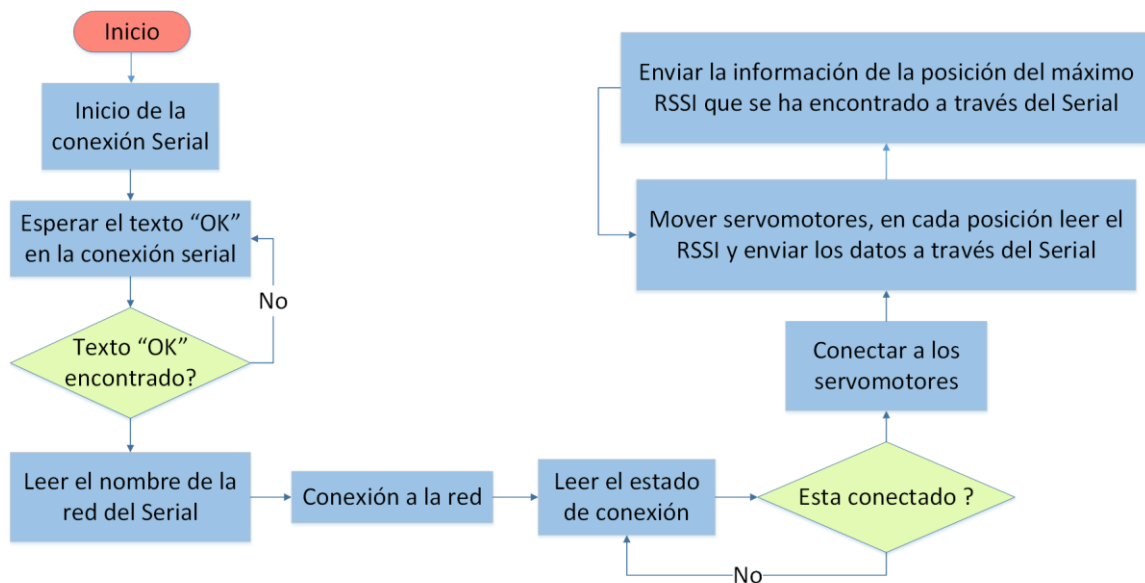 Inicio
Inicio de la
conexión Serial
Esperar el texto “OK”
en la conexión serial
No
Texto “OK”
encontrado?
Leer el nombre de la
red del Serial
Conexión a la red
Leer el estado
de conexión
Esta conectado ?
No
Conectar a los
servomotores
Mover servomotores, en cada posición leer el
RSSI y enviar los datos a través del Serial
Enviar la información de la posición del máximo
RSSI que se ha encontrado a través del Serial